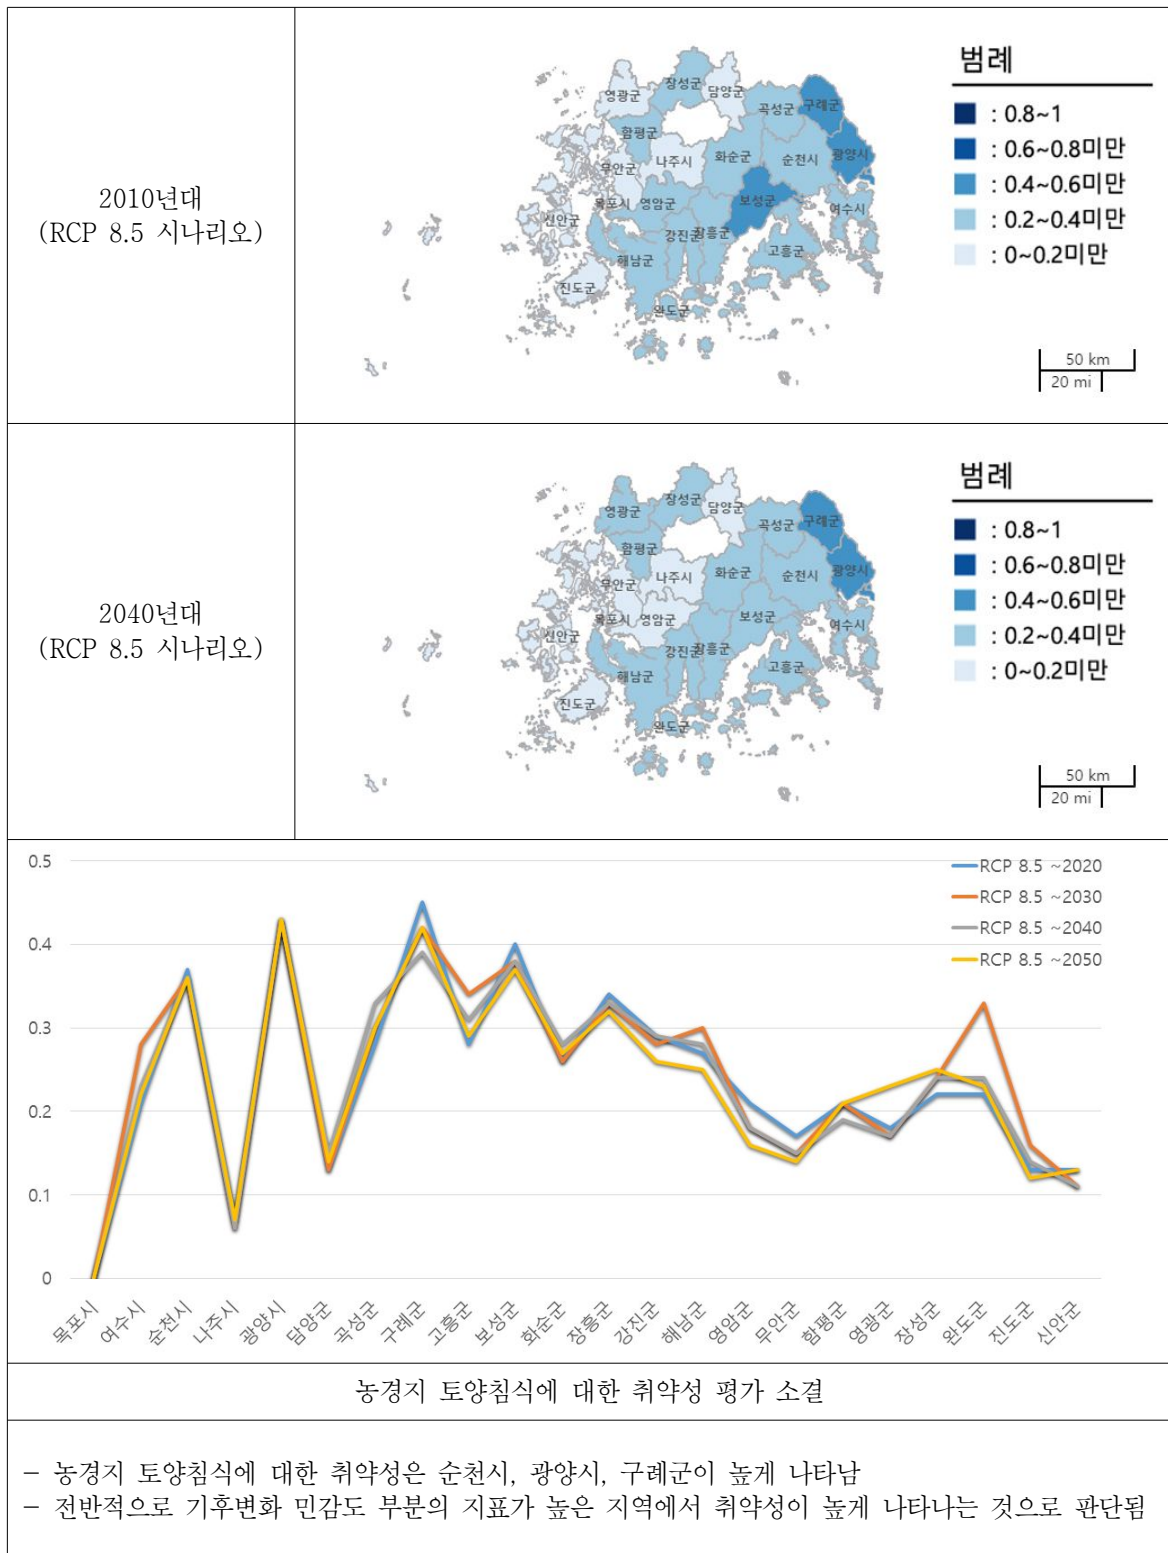 2010년대
(RCP 8.5 시나리오)
영광군
장성군
담양군
곡성군
구례군
함평군
나주시
화순군
순천시
광양시
무안군
목포시
영암군
보성군
여수시
신안군
강진군
장흥군
고흥군
해남군
진도군
완도군
범례
: 0.8~1
: 0.6~0.8미만
: 0.4~0.6미만
: 0.2~0.4미만
: 0~0.2미만
50 km
20 mi
2040년대
(RCP 8.5 시나리오)
영광군
장성군
담양군
곡성군
구례군
함평군
나주시
화순군
순천시
광양시
무안군
목포시
영암군
보성군
여수시
신안군
강진군
장흥군
고흥군
해남군
진도군
완도군
범례
: 0.8~1
: 0.6~0.8미만
: 0.4~0.6미만
: 0.2~0.4미만
: 0~0.2미만
50 km
20 mi
0.5
0.4
0.3
0.2
0.1
0
RCP 8.5 ~2020
RCP 8.5 ~2030
RCP 8.5 ~2040
RCP 8.5 ~2050
목포시
여수시
순천시
나주시
광양시
담양군
곡성군
구례군
고흥군
보성군
화순군
장흥군
강진군
해남군
영암군
무안군
함평군
영광군
장성군
완도군
진도군
신안군
농경지 토양침식에 대한 취약성 평가 소결
– 농경지 토양침식에 대한 취약성은 순천시, 광양시, 구례군이 높게 나타남
– 전반적으로 기후변화 민감도 부분의 지표가 높은 지역에서 취약성이 높게 나타나는 것으로 판단됨